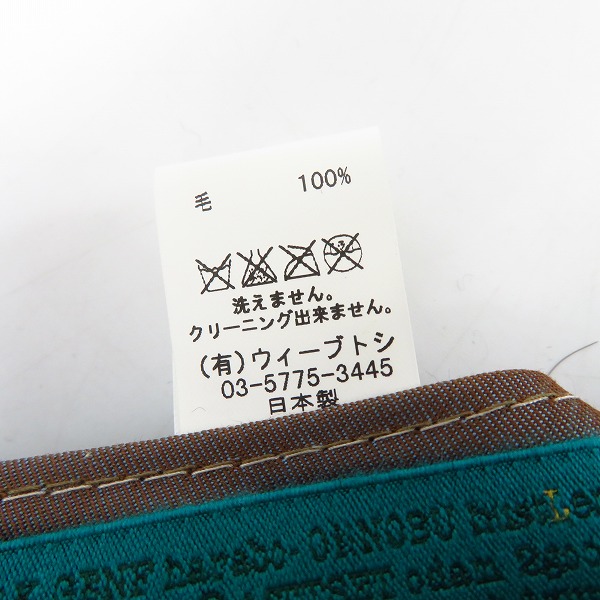 毛 100%
洗えません。
クリーニング出来ません。
(有)ウィーブトシ
03-5775-3445
日本製